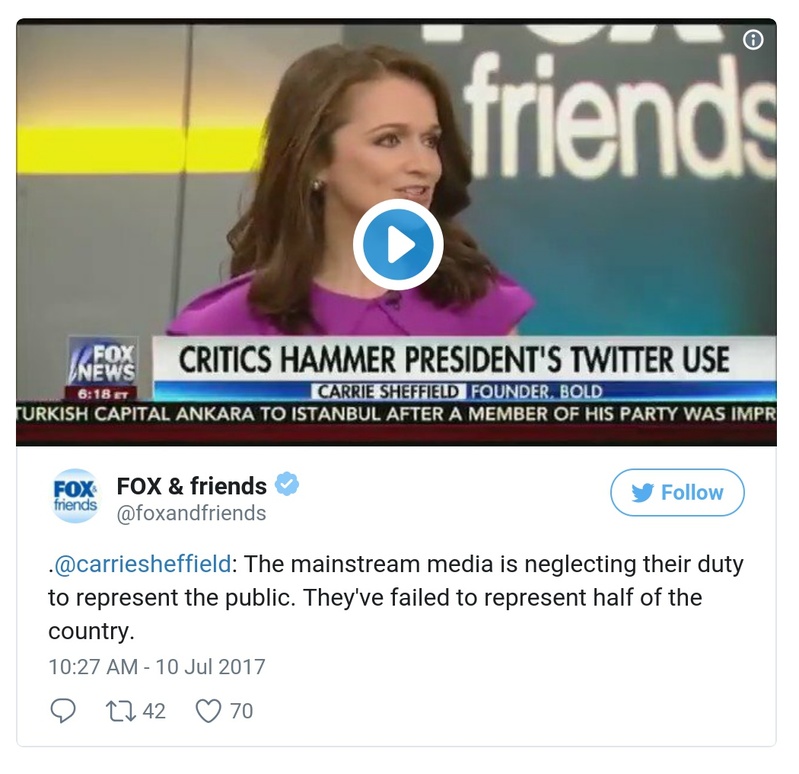 FOX
friends
FOX
NEWS
6:18 ET
CRITICS HAMMER PRESIDENT'S TWITTER USE
CARRIE SHEFFIELD FOUNDER, BOLD
TURKISH CAPITAL ANKARA TO ISTANBUL AFTER A MEMBER OF HIS PARTY WAS IMPR
FOX&
friends
FOX & friends
@foxandfriends
Follow
.@carriesheffield: The mainstream media is neglecting their duty
to represent the public. They've failed to represent half of the
country.
10:27 AM - 10 Jul 2017
42
70